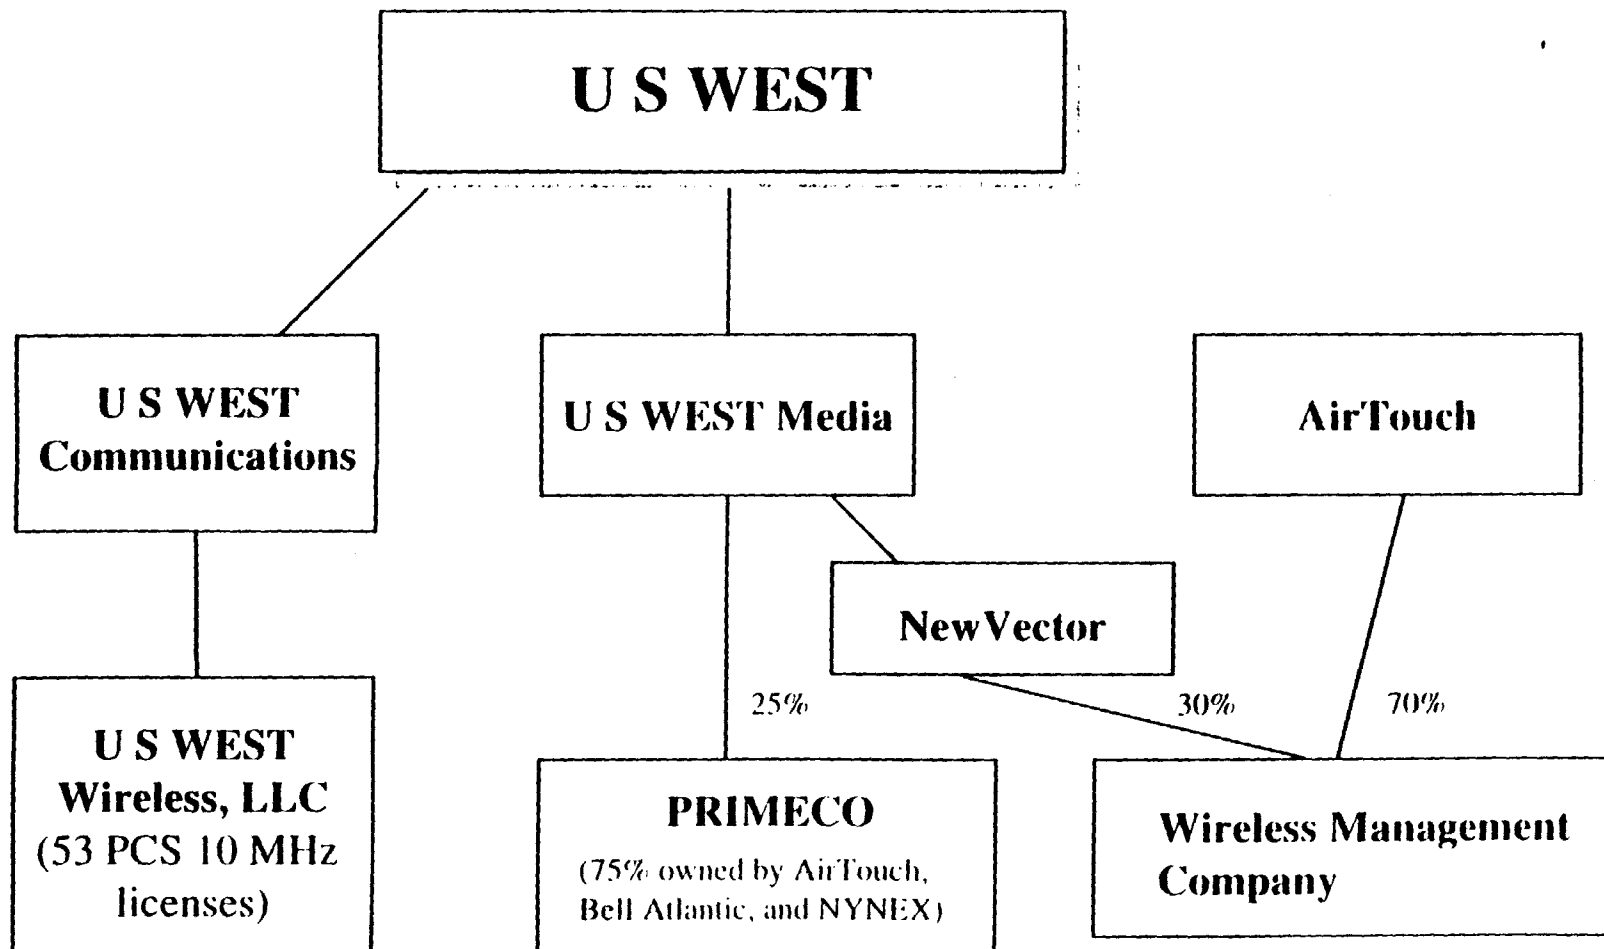 U S WEST
U S WEST
Communications
U S WEST Media
AirTouch
NewVector
25%
30%
70%
U S WEST
Wireless, LLC
(53 PCS 10 MHz
licenses)
PRIMECO
(75% owned by AirTouch,
Bell Atlantic, and NYNEX)
Wireless Management
Company